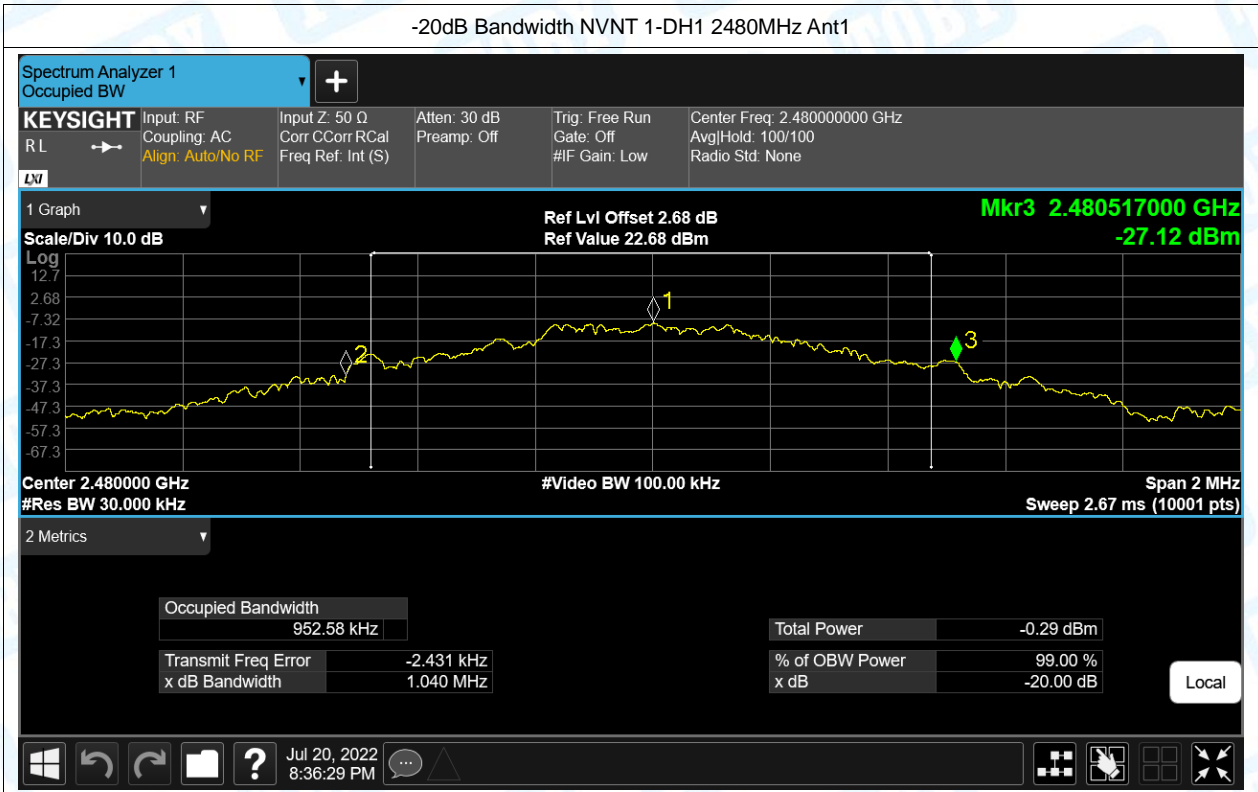 -20dB Bandwidth NVNT 1-DH1 2480MHz Ant1
Spectrum Analyzer 1
Occupied BW
KEYSIGHT
R L
LXI
Input: RF
Coupling: AC
Align: Auto/No RF
Input Z: 50 Ω
Corr CCorr RCal
Freq Ref: Int (S)
Atten: 30 dB
Preamp: Off
Trig: Free Run
Gate: Off
#IF Gain: Low
Center Freq: 2.480000000 GHz
Avg|Hold: 100/100
Radio Std: None
1 Graph
Scale/Div 10.0 dB
Ref Lvl Offset 2.68 dB
Ref Value 22.68 dBm
Mkr3 2.480517000 GHz
-27.12 dBm
Log
12.7
2.68
-7.32
-17.3
-27.3
-37.3
-47.3
-57.3
-67.3
1
2
3
Center 2.480000 GHz
#Res BW 30.000 kHz
#Video BW 100.00 kHz
Span 2 MHz
Sweep 2.67 ms (10001 pts)
2 Metrics
Occupied Bandwidth
952.58 kHz
Transmit Freq Error -2.431 kHz
x dB Bandwidth 1.040 MHz
Total Power -0.29 dBm
% of OBW Power 99.00 %
x dB -20.00 dB
Local
?
Jul 20, 2022
8:36:29 PM